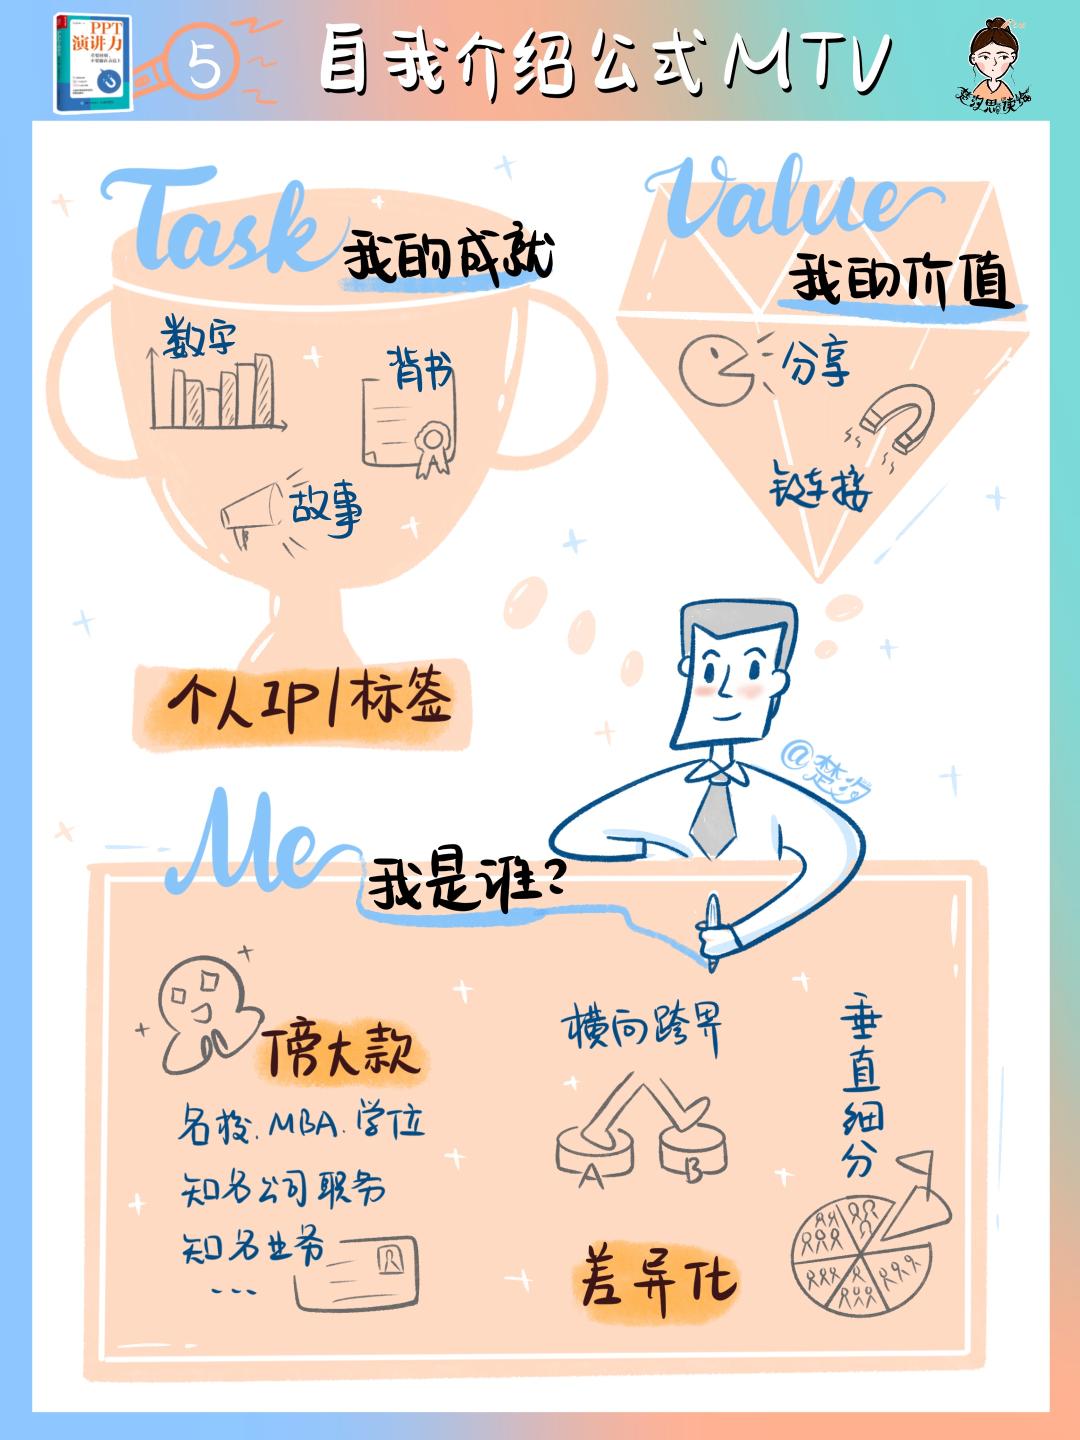 PPT
演讲力
5
自我介绍公式MTV
楚汐思读绘
Task
我的成就
数字
背书
故事
个人IP/标签
Value
我的价值
分享
链接
@楚汐
Me
我是谁?
傍大款
名校、MBA、学位
知名公司职务
知名业务
...
横向跨界
A
B
差异化
垂直细分